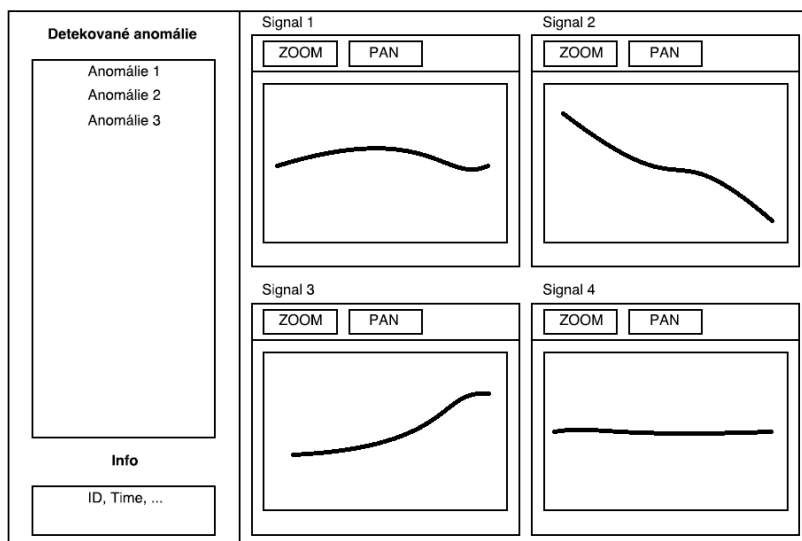 Detekované anomálie
Anomálie 1
Anomálie 2
Anomálie 3
Info
ID, Time, ...
Signal 1
ZOOM PAN
Signal 2
ZOOM PAN
Signal 3
ZOOM PAN
Signal 4
ZOOM PAN